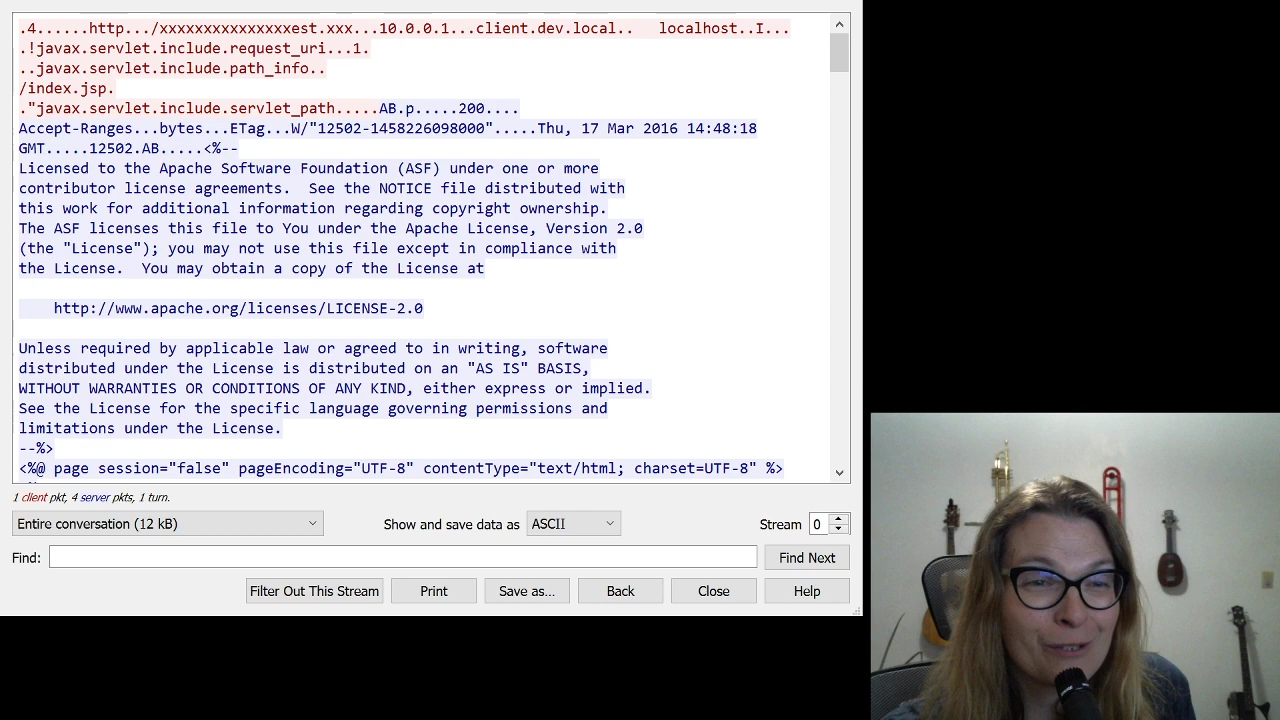 .4......http.../xxxxxxxxxxxxxxxest.xxx...10.0.0.1...client.dev.local..   localhost..I...
.!javax.servlet.include.request_uri...1.
..javax.servlet.include.path_info..
/index.jsp.
."javax.servlet.include.servlet_path.....AB.p.....200....
Accept-Ranges...bytes...ETag...W/"12502-1458226098000".....Thu, 17 Mar 2016 14:48:18
GMT.....12502.AB.....<%--
Licensed to the Apache Software Foundation (ASF) under one or more
contributor license agreements.  See the NOTICE file distributed with
this work for additional information regarding copyright ownership.
The ASF licenses this file to You under the Apache License, Version 2.0
(the "License"); you may not use this file except in compliance with
the License.  You may obtain a copy of the License at
http://www.apache.org/licenses/LICENSE-2.0
Unless required by applicable law or agreed to in writing, software
distributed under the License is distributed on an "AS IS" BASIS,
WITHOUT WARRANTIES OR CONDITIONS OF ANY KIND, either express or implied.
See the License for the specific language governing permissions and
limitations under the License.
--%>
<%@ page session="false" pageEncoding="UTF-8" contentType="text/html; charset=UTF-8" %>
1 client pkt, 4 server pkts, 1 turn.
Entire conversation (12 kB) Show and save data as ASCII Stream 0
Find: Find Next
Filter Out This Stream Print Save as... Back Close Help